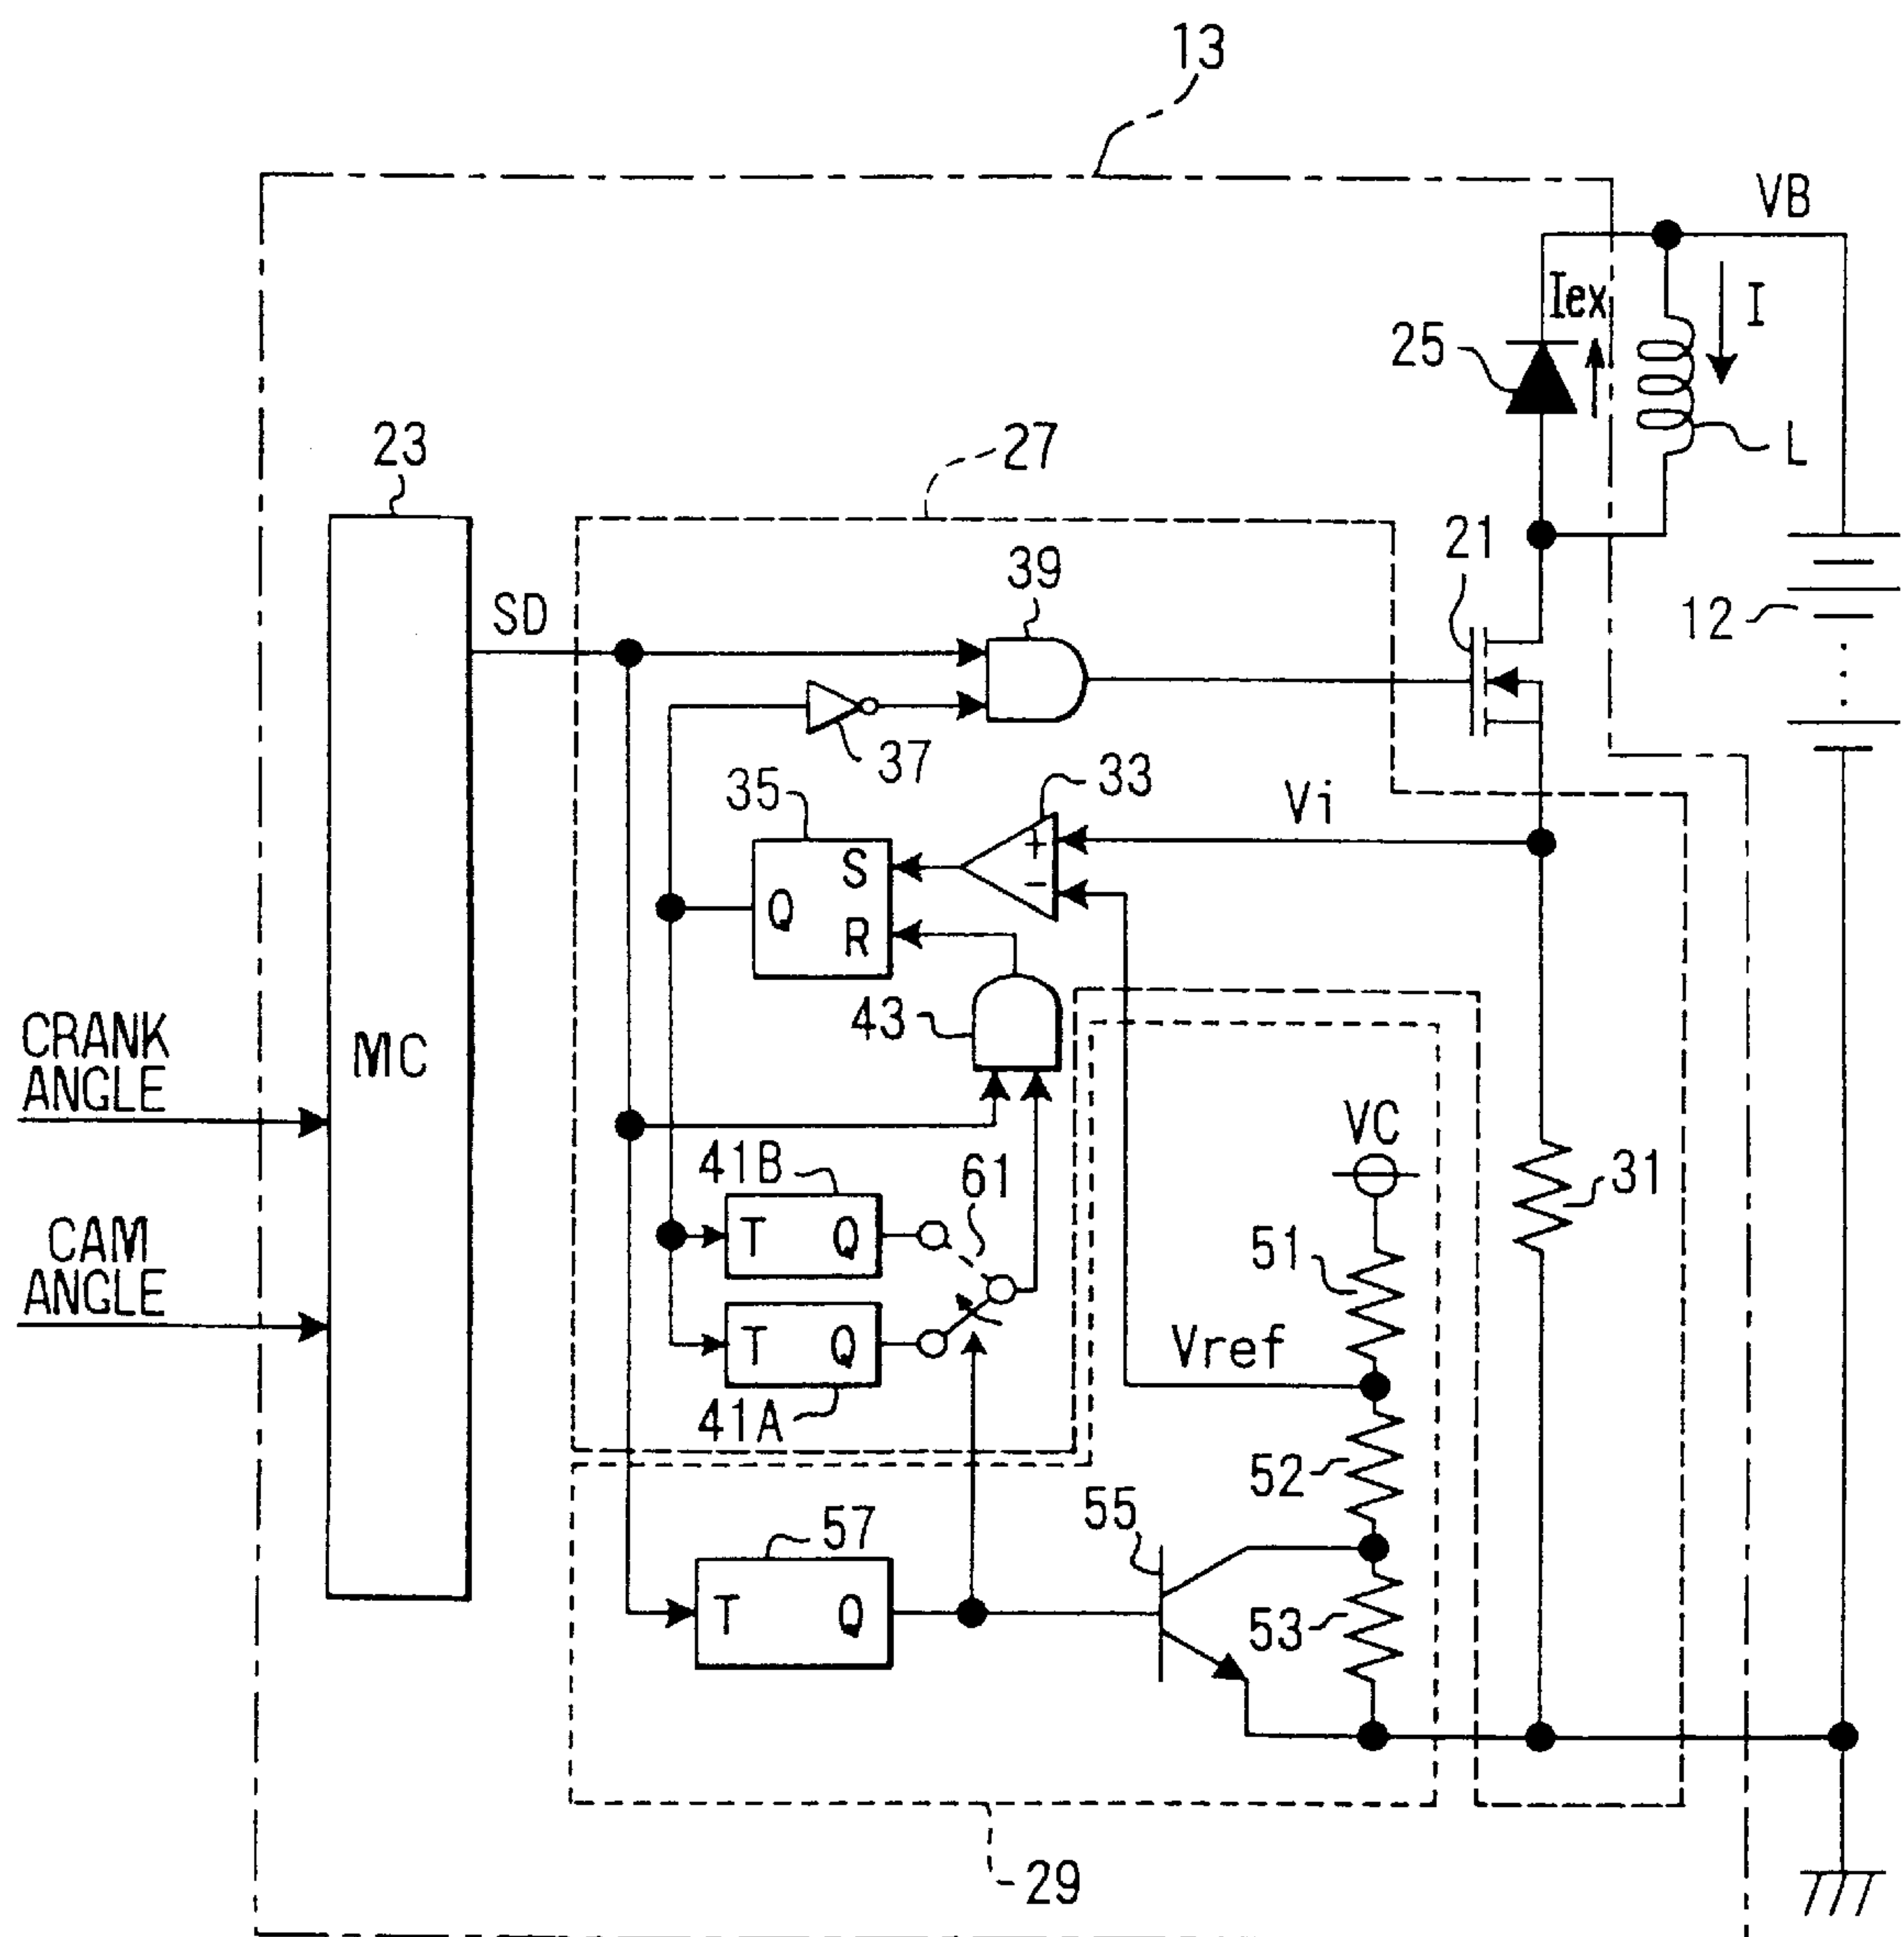 13
VB
Iex
I
25
L
23
27
21
39
12
SD
37
33
35
Vi
S
+
-
Q
R
43
CRANK
ANGLE
MC
VC
41B
61
31
T Q
51
CAM
ANGLE
T Q
Vref
41A
52
57
55
T Q
53
29